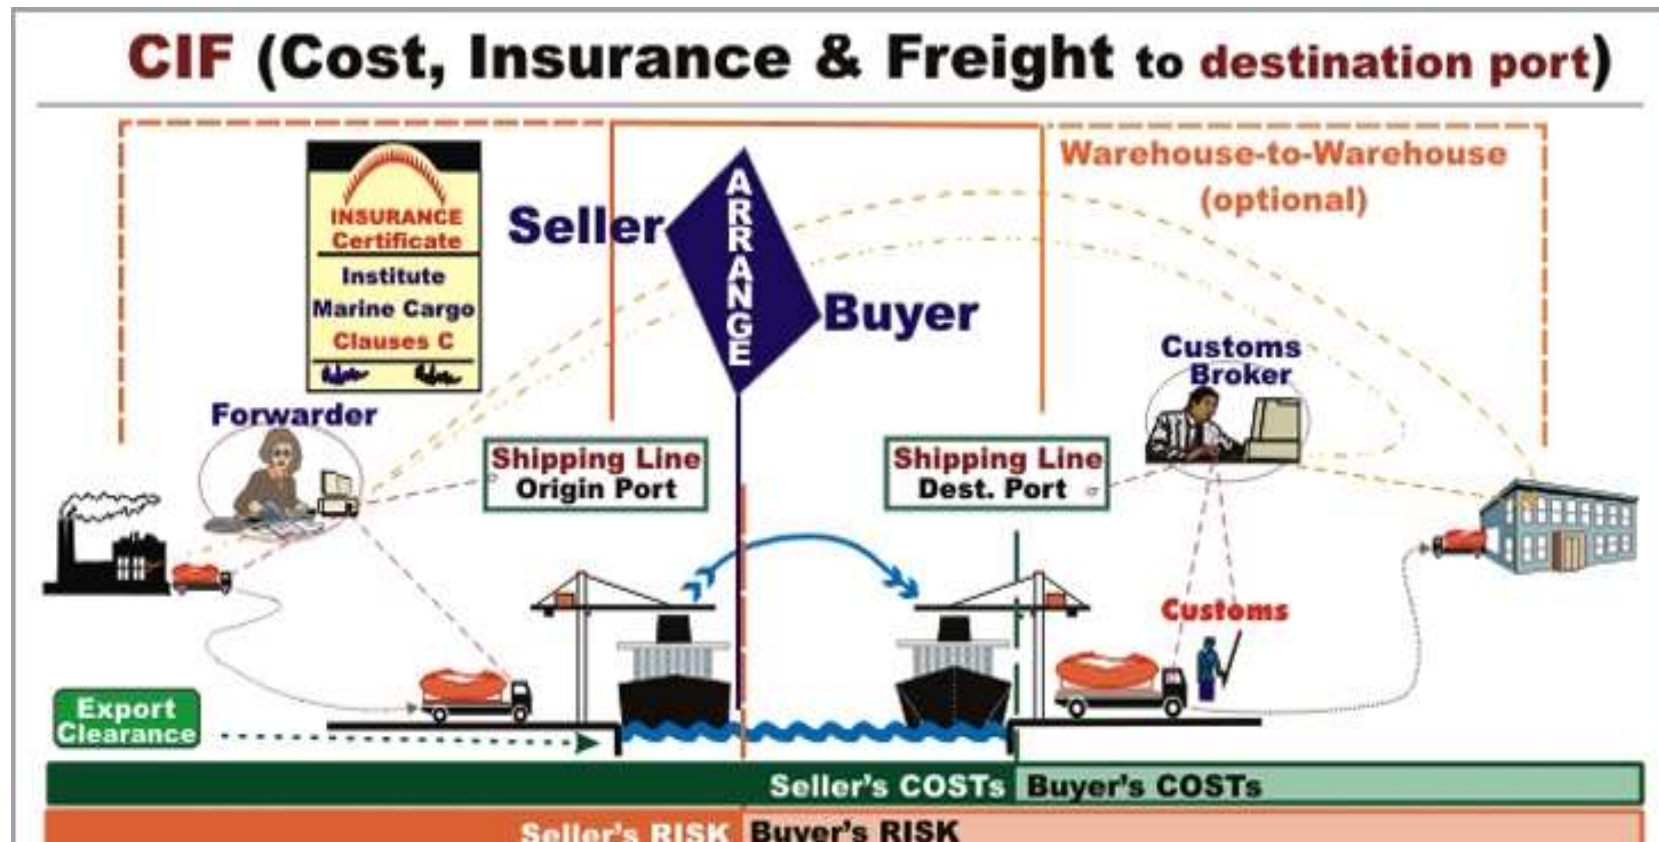 CIF (Cost, Insurance & Freight to destination port)
Warehouse-to-Warehouse
(optional)
INSURANCE
Certificate
Institute
Marine Cargo
Clauses C
Seller
ARRANGE
Buyer
Customs
Broker
Forwarder
Shipping Line
Origin Port
Shipping Line
Dest. Port
Customs
Export
Clearance
Seller's COSTs
Buyer's COSTs
Seller's RISK
Buyer's RISK